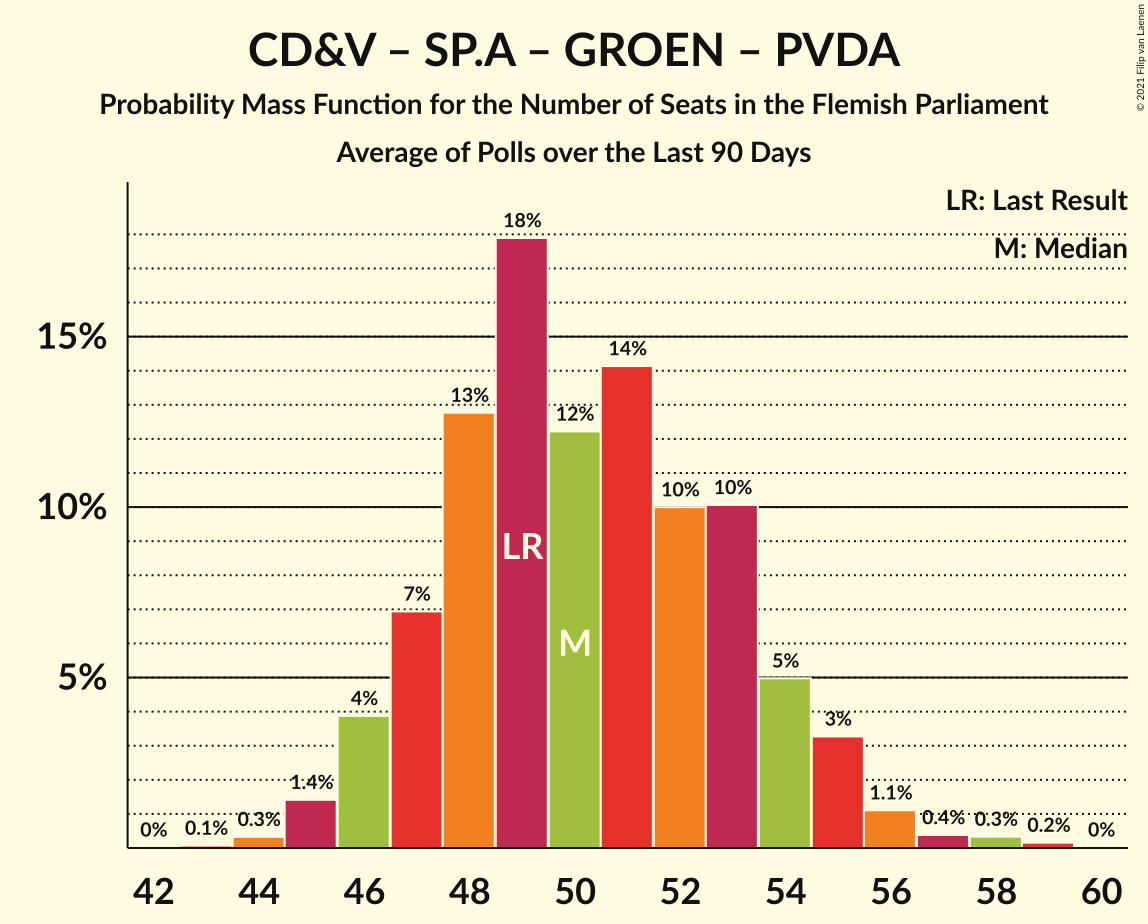 CD&V – SP.A – GROEN – PVDA
Probability Mass Function for the Number of Seats in the Flemish Parliament
Average of Polls over the Last 90 Days
© 2021 Filip van Laenen
LR: Last Result
M: Median
15%
10%
5%
0%
0.1%
0.3%
1.4%
4%
7%
13%
18%
12%
14%
10%
10%
5%
3%
1.1%
0.4%
0.3%
0.2%
0%
LR
M
42 44 46 48 50 52 54 56 58 60